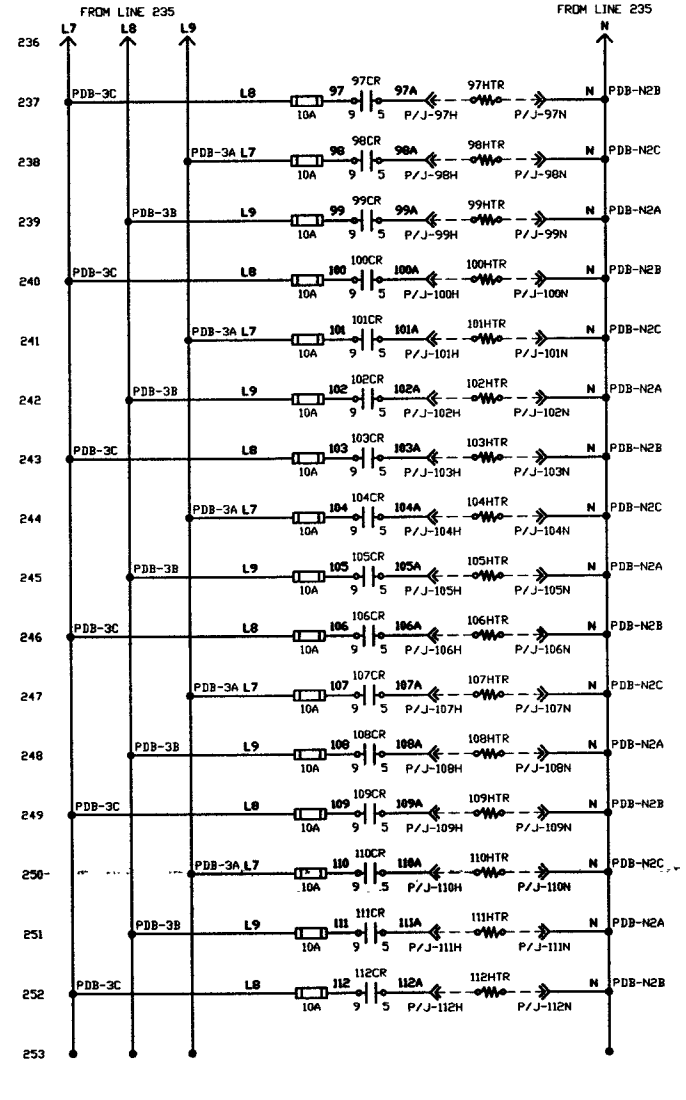 FROM LINE 235 FROM LINE 235
L7 L8 L9 N
236
237 PDB-3C L8 10A 97 97CR 9 5 97A P/J-97H 97HTR P/J-97N N PDB-N2B
238 PDB-3A L7 10A 98 98CR 9 5 98A P/J-98H 98HTR P/J-98N N PDB-N2C
239 PDB-3B L9 10A 99 99CR 9 5 99A P/J-99H 99HTR P/J-99N N PDB-N2A
240 PDB-3C L8 10A 100 100CR 9 5 100A P/J-100H 100HTR P/J-100N N PDB-N2B
241 PDB-3A L7 10A 101 101CR 9 5 101A P/J-101H 101HTR P/J-101N N PDB-N2C
242 PDB-3B L9 10A 102 102CR 9 5 102A P/J-102H 102HTR P/J-102N N PDB-N2A
243 PDB-3C L8 10A 103 103CR 9 5 103A P/J-103H 103HTR P/J-103N N PDB-N2B
244 PDB-3A L7 10A 104 104CR 9 5 104A P/J-104H 104HTR P/J-104N N PDB-N2C
245 PDB-3B L9 10A 105 105CR 9 5 105A P/J-105H 105HTR P/J-105N N PDB-N2A
246 PDB-3C L8 10A 106 106CR 9 5 106A P/J-106H 106HTR P/J-106N N PDB-N2B
247 PDB-3A L7 10A 107 107CR 9 5 107A P/J-107H 107HTR P/J-107N N PDB-N2C
248 PDB-3B L9 10A 108 108CR 9 5 108A P/J-108H 108HTR P/J-108N N PDB-N2A
249 PDB-3C L8 10A 109 109CR 9 5 109A P/J-109H 109HTR P/J-109N N PDB-N2B
250 PDB-3A L7 10A 110 110CR 9 5 110A P/J-110H 110HTR P/J-110N N PDB-N2C
251 PDB-3B L9 10A 111 111CR 9 5 111A P/J-111H 111HTR P/J-111N N PDB-N2A
252 PDB-3C L8 10A 112 112CR 9 5 112A P/J-112H 112HTR P/J-112N N PDB-N2B
253